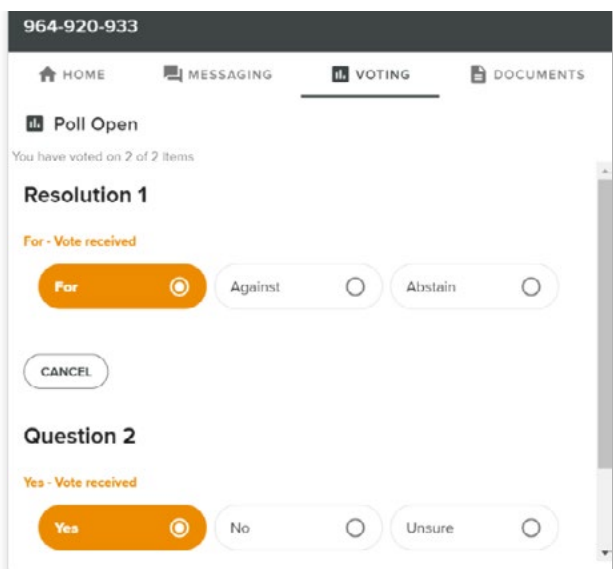 964-920-933
HOME MESSAGING VOTING DOCUMENTS
Poll Open
You have voted on 2 of 2 items
Resolution 1
For - Vote received
For Against Abstain
CANCEL
Question 2
Yes - Vote received
Yes No Unsure